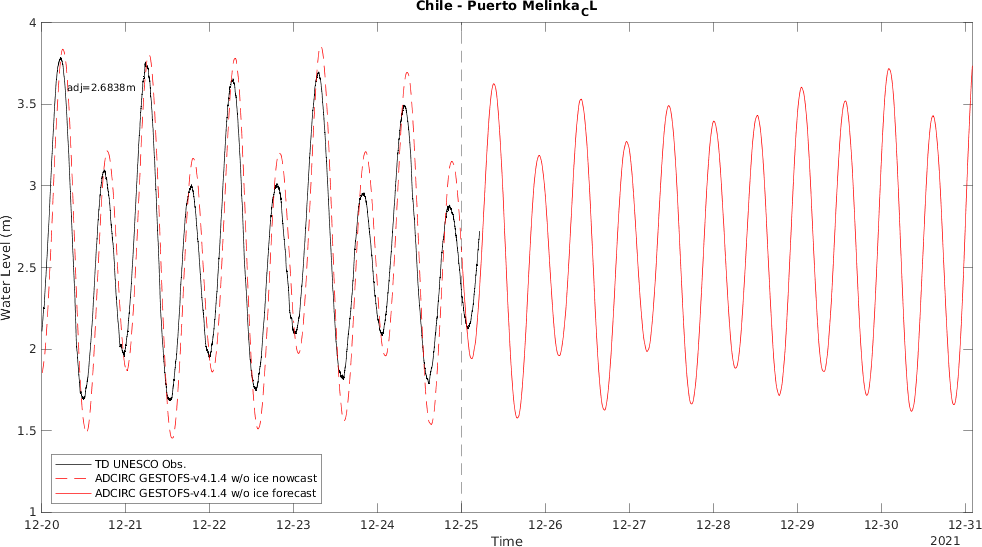 Chile - Puerto MelinkaCL
4
3.5
3
2.5
2
1.5
1
Water Level (m)
adj=2.6838m
TD UNESCO Obs.
ADCIRC GESTOFS-v4.1.4 w/o ice nowcast
ADCIRC GESTOFS-v4.1.4 w/o ice forecast
12-20 12-21 12-22 12-23 12-24 12-25 12-26 12-27 12-28 12-29 12-30 12-31
Time
2021